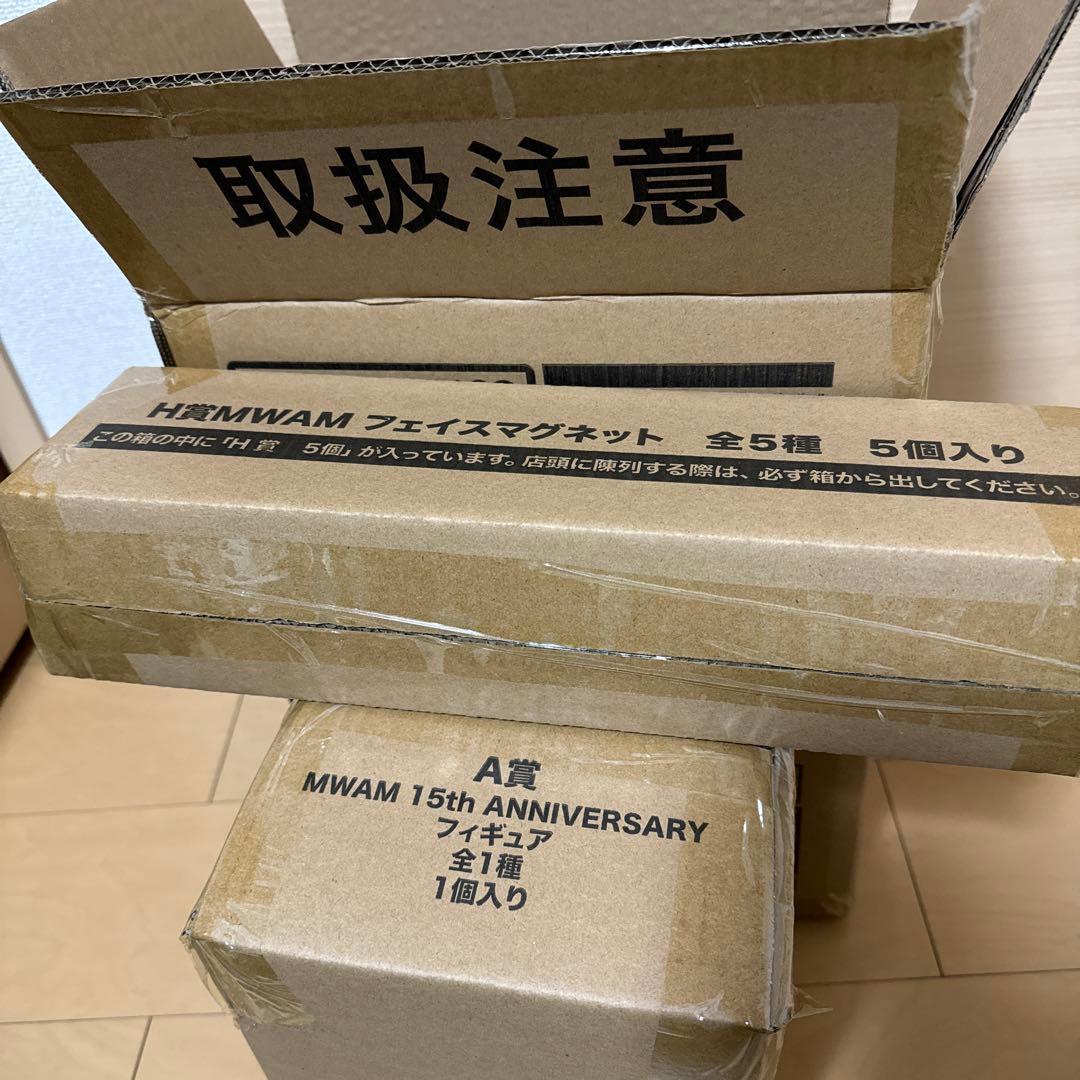 取扱注意
H賞MWAM フェイスマグネット 全5種 5個入り
この箱の中に「H 賞 5個」が入っています。店頭に陳列する際は、必ず箱から出してください。
A賞
MWAM 15th ANNIVERSARY
フィギュア
全1種
1個入り